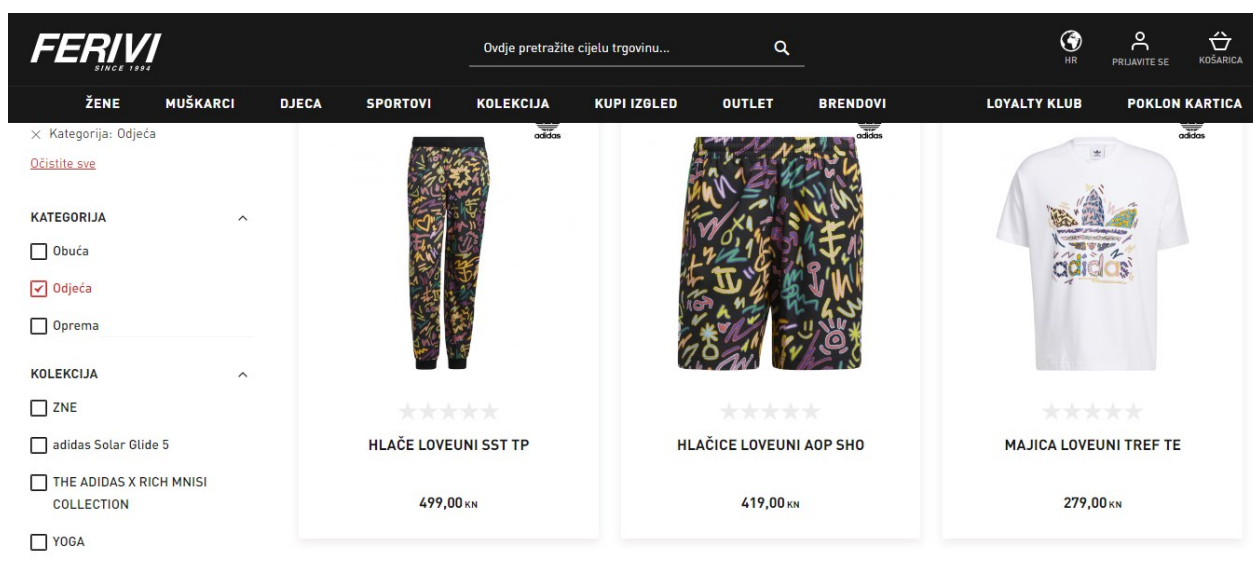 FERIVI
SINCE 1994
Ovdje pretražite cijelu trgovinu...
HR
PRIJAVITE SE
KOŠARICA
ŽENE MUŠKARCI DJECA SPORTOVI KOLEKCIJA KUPI IZGLED OUTLET BRENDOVI LOYALTY KLUB POKLON KARTICA
× Kategorija: Odjeća
Očistite sve
KATEGORIJA
Obuća
Odjeća
Oprema
KOLEKCIJA
ZNE
adidas Solar Glide 5
THE ADIDAS X RICH MNISI
COLLECTION
YOGA
adidas
HLAČE LOVEUNI SST TP
499,00 KN
adidas
HLAČICE LOVEUNI AOP SHO
419,00 KN
adidas
adidas
MAJICA LOVEUNI TREF TE
279,00 KN